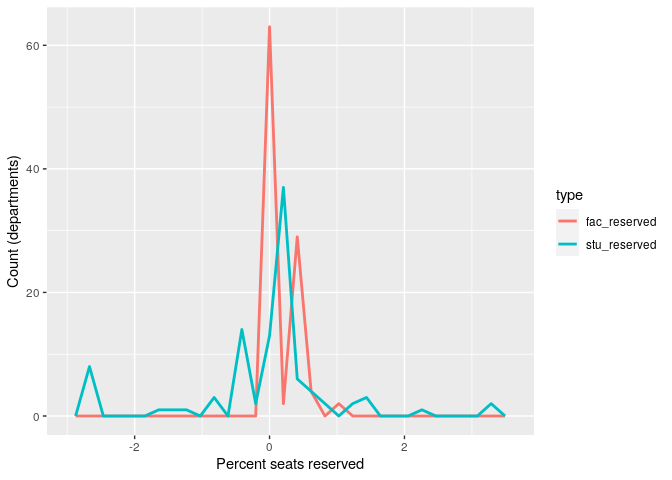 60
40
20
0
Count (departments)
-2
0
2
Percent seats reserved
type
fac_reserved
stu_reserved